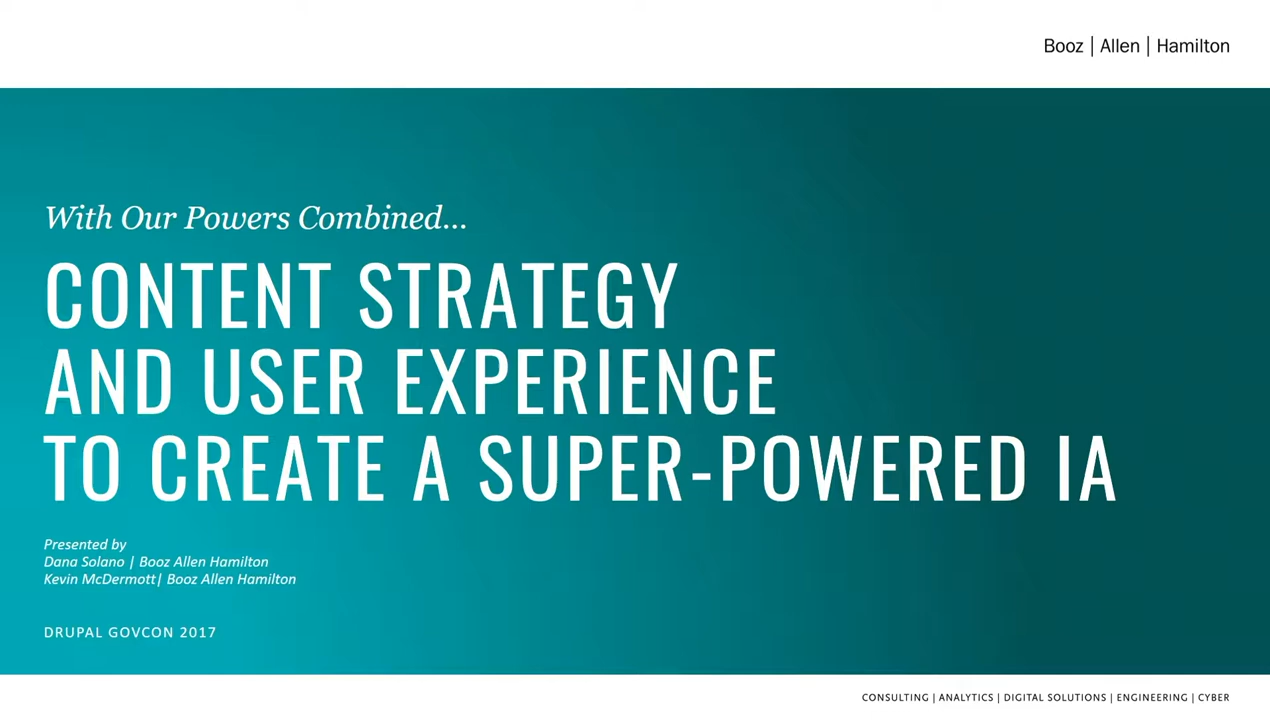 Booz | Allen | Hamilton
With Our Powers Combined...
CONTENT STRATEGY
AND USER EXPERIENCE
TO CREATE A SUPER-POWERED IA
Presented by
Dana Solano | Booz Allen Hamilton
Kevin McDermott| Booz Allen Hamilton
DRUPAL GOVCON 2017
CONSULTING | ANALYTICS | DIGITAL SOLUTIONS | ENGINEERING | CYBER